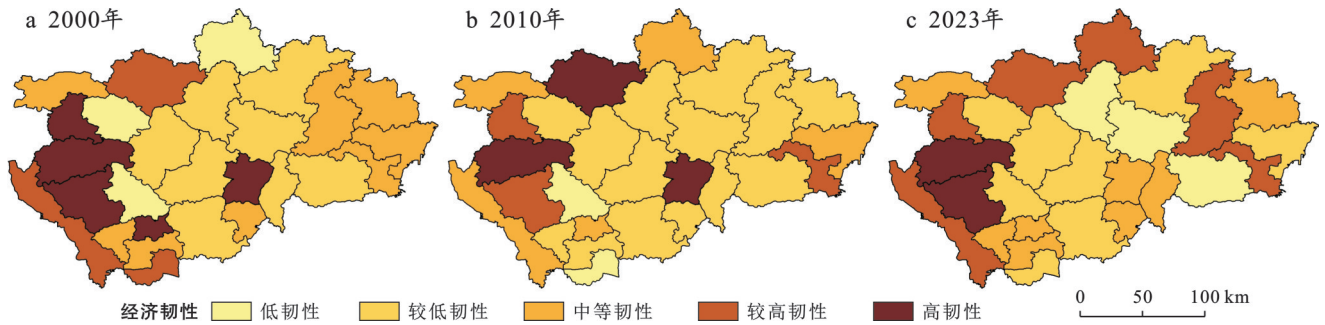 a 2000年
b 2010年
c 2023年
经济韧性 低韧性 较低韧性 中等韧性 较高韧性 高韧性
0 50 100 km